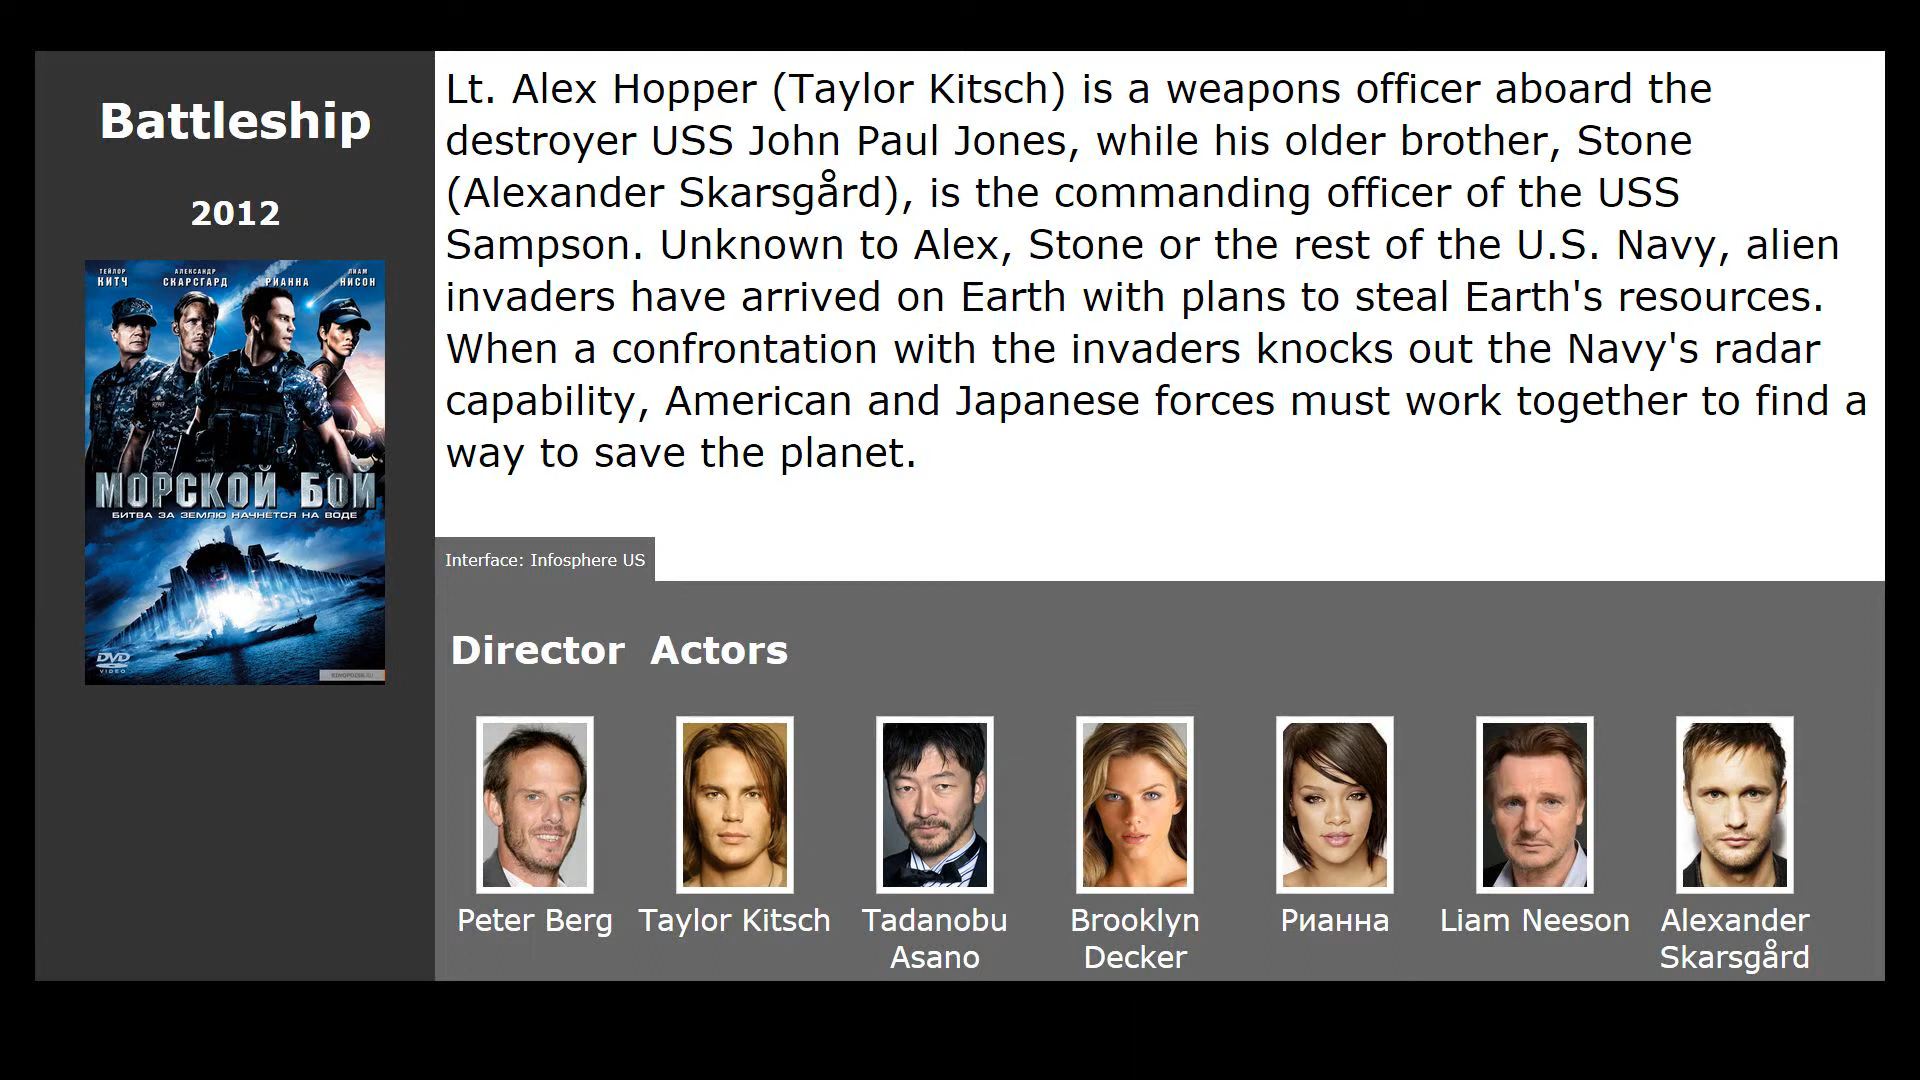 Battleship
2012
ТЕЙЛОР КИТЧ
АЛЕКСАНДР СКАРСГАРД
РИАННА
ЛИАМ НИСОН
МОРСКОЙ БОЙ
БИТВА ЗА ЗЕМЛЮ НАЧНЕТСЯ НА ВОДЕ
DVD
VIDEO
KINOPOISK.RU
Lt. Alex Hopper (Taylor Kitsch) is a weapons officer aboard the
destroyer USS John Paul Jones, while his older brother, Stone
(Alexander Skarsgård), is the commanding officer of the USS
Sampson. Unknown to Alex, Stone or the rest of the U.S. Navy, alien
invaders have arrived on Earth with plans to steal Earth's resources.
When a confrontation with the invaders knocks out the Navy's radar
capability, American and Japanese forces must work together to find a
way to save the planet.
Interface: Infosphere US
Director Actors
Peter Berg
Taylor Kitsch
Tadanobu
Asano
Brooklyn
Decker
Рианна
Liam Neeson
Alexander
Skarsgård